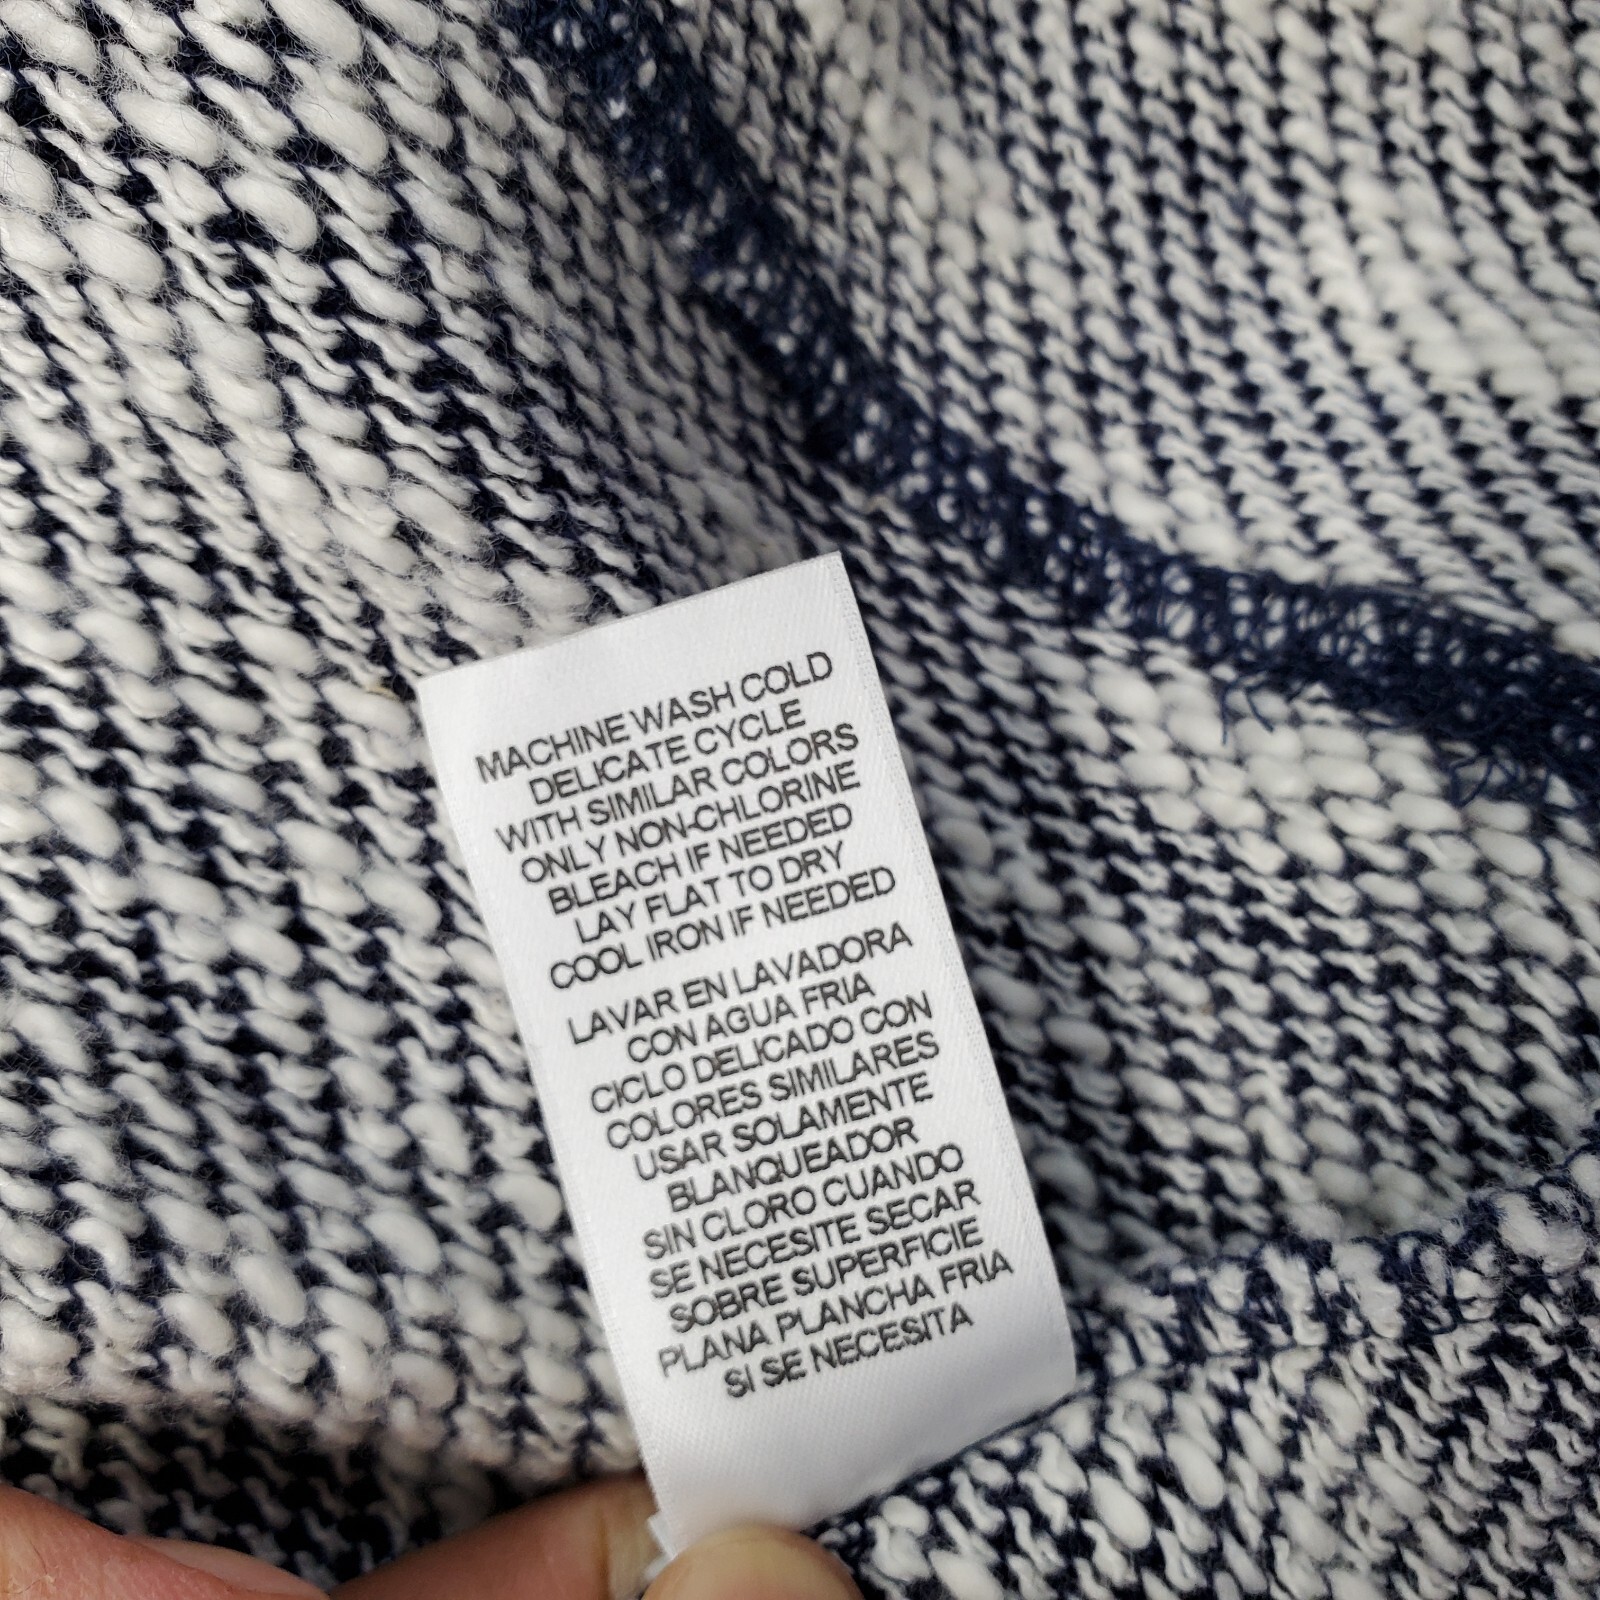 MACHINE WASH COLD
DELICATE CYCLE
WITH SIMILAR COLORS
ONLY NON-CHLORINE
BLEACH IF NEEDED
LAY FLAT TO DRY
COOL IRON IF NEEDED
LAVAR EN LAVADORA
CON AGUA FRIA
CICLO DELICADO CON
COLORES SIMILARES
USAR SOLAMENTE
BLANQUEADOR
SIN CLORO CUANDO
SE NECESITE SECAR
SOBRE SUPERFICIE
PLANA PLANCHA FRIA
SI SE NECESITA